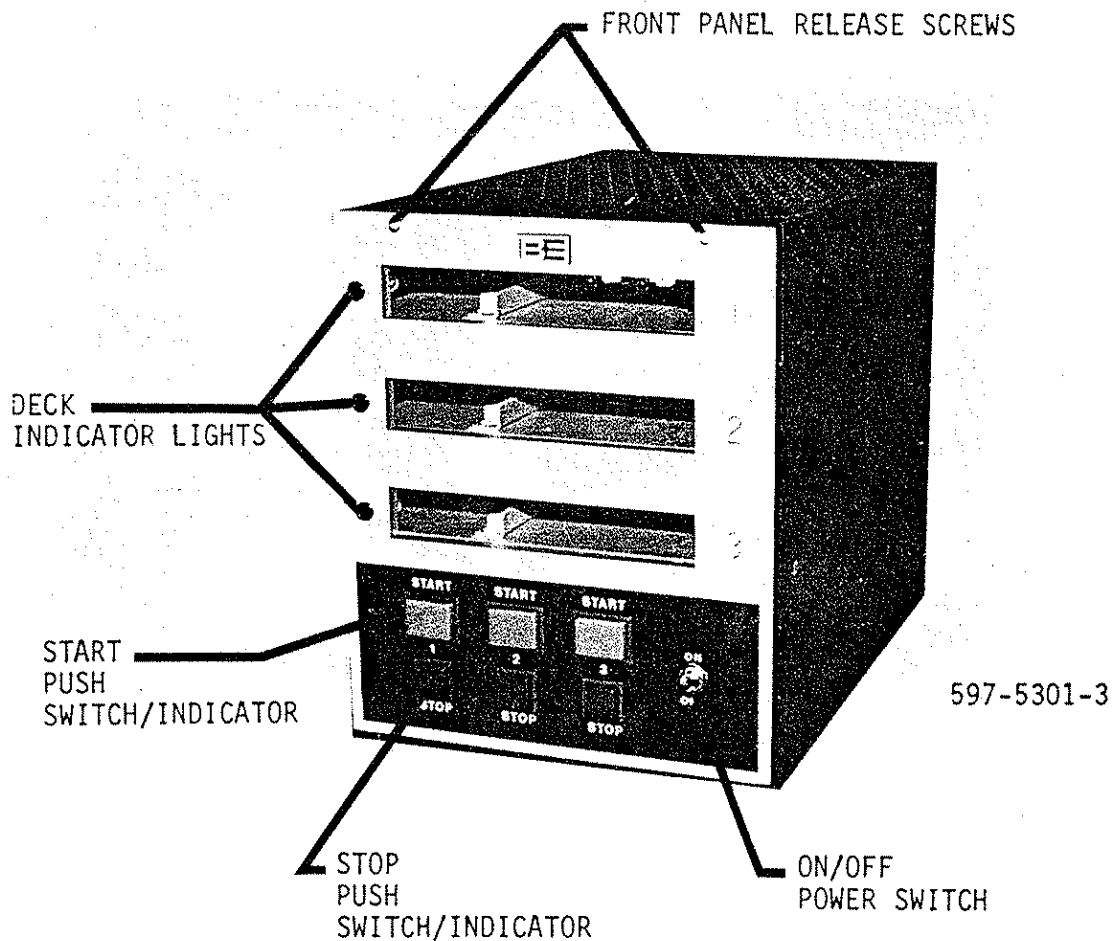 FRONT PANEL RELEASE SCREWS
BE
1
DECK
INDICATOR LIGHTS
2
3
START START START
1 2 3
STOP STOP STOP
ON
START
PUSH
SWITCH/INDICATOR
597-5301-3
STOP
PUSH
SWITCH/INDICATOR
ON/OFF
POWER SWITCH